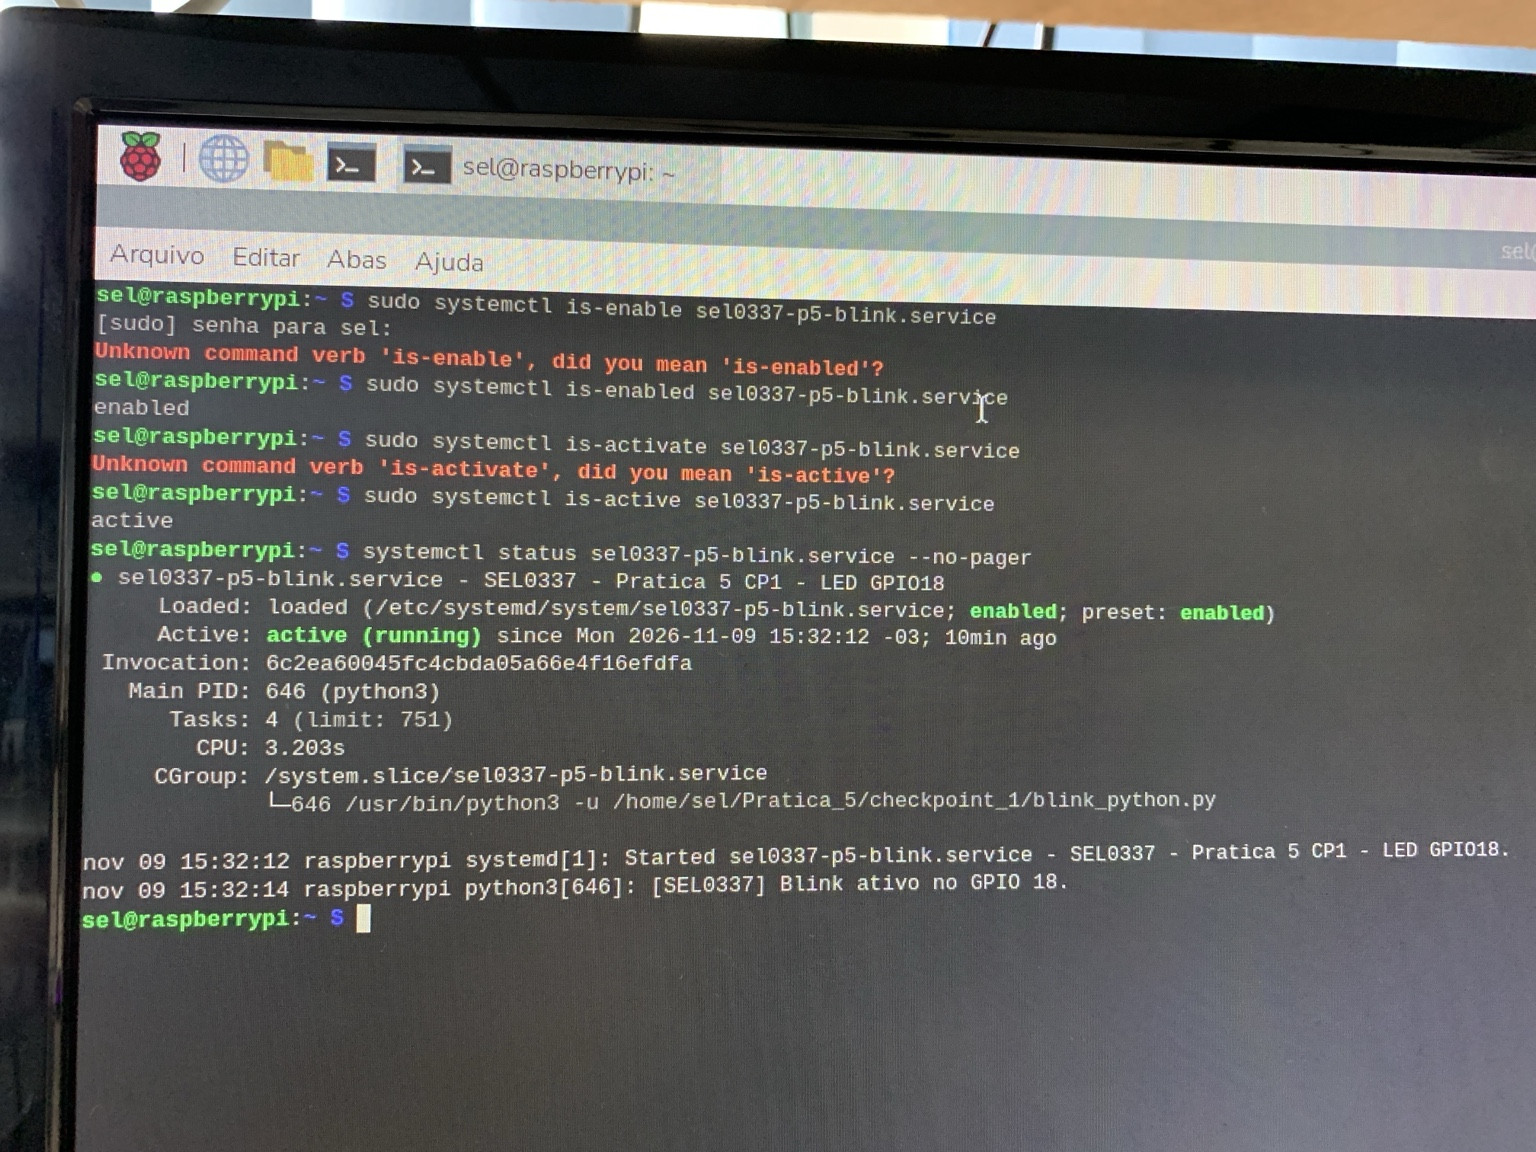 sel@raspberrypi: ~
sel@
Arquivo Editar Abas Ajuda
sel@raspberrypi:~ $ sudo systemctl is-enable sel0337-p5-blink.service
[sudo] senha para sel:
Unknown command verb 'is-enable', did you mean 'is-enabled'?
sel@raspberrypi:~ $ sudo systemctl is-enabled sel0337-p5-blink.service
enabled
sel@raspberrypi:~ $ sudo systemctl is-activate sel0337-p5-blink.service
Unknown command verb 'is-activate', did you mean 'is-active'?
sel@raspberrypi:~ $ sudo systemctl is-active sel0337-p5-blink.service
active
sel@raspberrypi:~ $ systemctl status sel0337-p5-blink.service --no-pager
● sel0337-p5-blink.service - SEL0337 - Pratica 5 CP1 - LED GPIO18
Loaded: loaded (/etc/systemd/system/sel0337-p5-blink.service; enabled; preset: enabled)
Active: active (running) since Mon 2026-11-09 15:32:12 -03; 10min ago
Invocation: 6c2ea60045fc4cbda05a66e4f16efdfa
Main PID: 646 (python3)
Tasks: 4 (limit: 751)
CPU: 3.203s
CGroup: /system.slice/sel0337-p5-blink.service
└─646 /usr/bin/python3 -u /home/sel/Pratica_5/checkpoint_1/blink_python.py
nov 09 15:32:12 raspberrypi systemd[1]: Started sel0337-p5-blink.service - SEL0337 - Pratica 5 CP1 - LED GPIO18.
nov 09 15:32:14 raspberrypi python3[646]: [SEL0337] Blink ativo no GPIO 18.
sel@raspberrypi:~ $